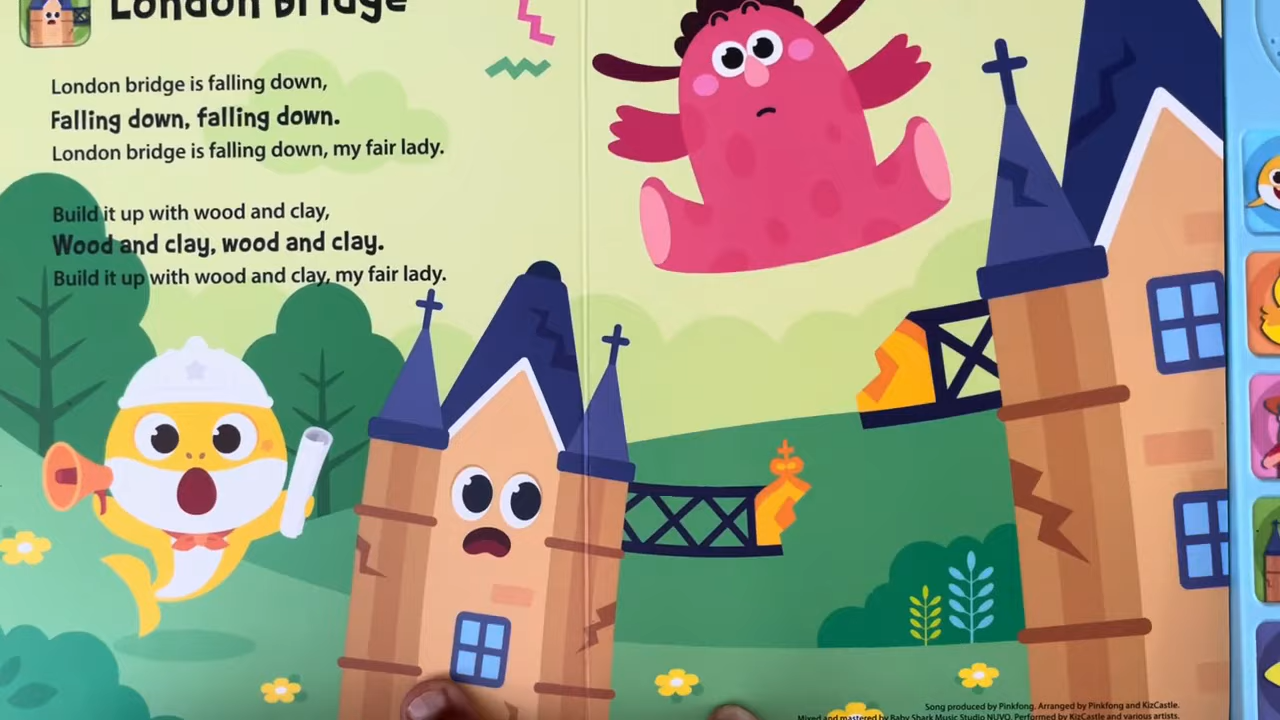 London Bridge
London bridge is falling down,
Falling down, falling down.
London bridge is falling down, my fair lady.
Build it up with wood and clay,
Wood and clay, wood and clay.
Build it up with wood and clay, my fair lady.
Song produced by Pinkfong. Arranged by Pinkfong and KizCastle.
Mixed and mastered by Baby Shark Music Studio NUVO. Performed by KizCastle and various artists.